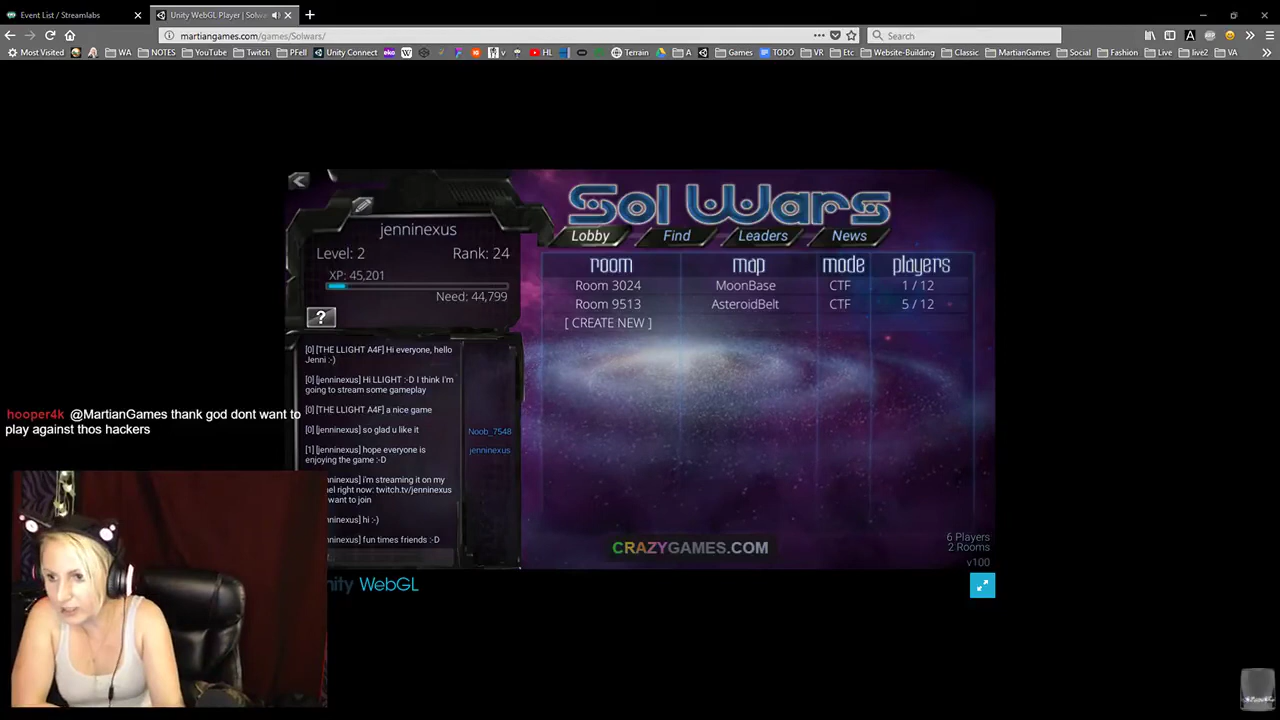 Event List / Streamlabs
Unity WebGL Player | Solwa
martiangames.com/games/Solwars/
Search
Most Visited
WA
NOTES
YouTube
Twitch
PFell
Unity Connect
HL
Terrain
A
Games
TODO
VR
Etc
Website-Building
Classic
MartianGames
Social
Fashion
Live
live2
VA
Sol Wars
Lobby Find Leaders News
jenninexus
Level: 2 Rank: 24
XP: 45,201
Need: 44,799
?
room map mode players
Room 3024 MoonBase CTF 1 / 12
Room 9513 AsteroidBelt CTF 5 / 12
[ CREATE NEW ]
[0] [THE LLIGHT A4F] Hi everyone, hello
Jenni :-)
[0] [jenninexus] Hi LLIGHT :-D I think I'm
going to stream some gameplay
[0] [THE LLIGHT A4F] a nice game
[0] [jenninexus] so glad u like it
[1] [jenninexus] hope everyone is
enjoying the game :-D
nninexus] i'm streaming it on my
nel right now: twitch.tv/jenninexus
want to join
nninexus] hi :-)
nninexus] fun times friends :-D
Noob_7548
jenninexus
hooper4k @MartianGames thank god dont want to
play against thos hackers
CRAZYGAMES.COM
6 Players
2 Rooms
v100
nity WebGL